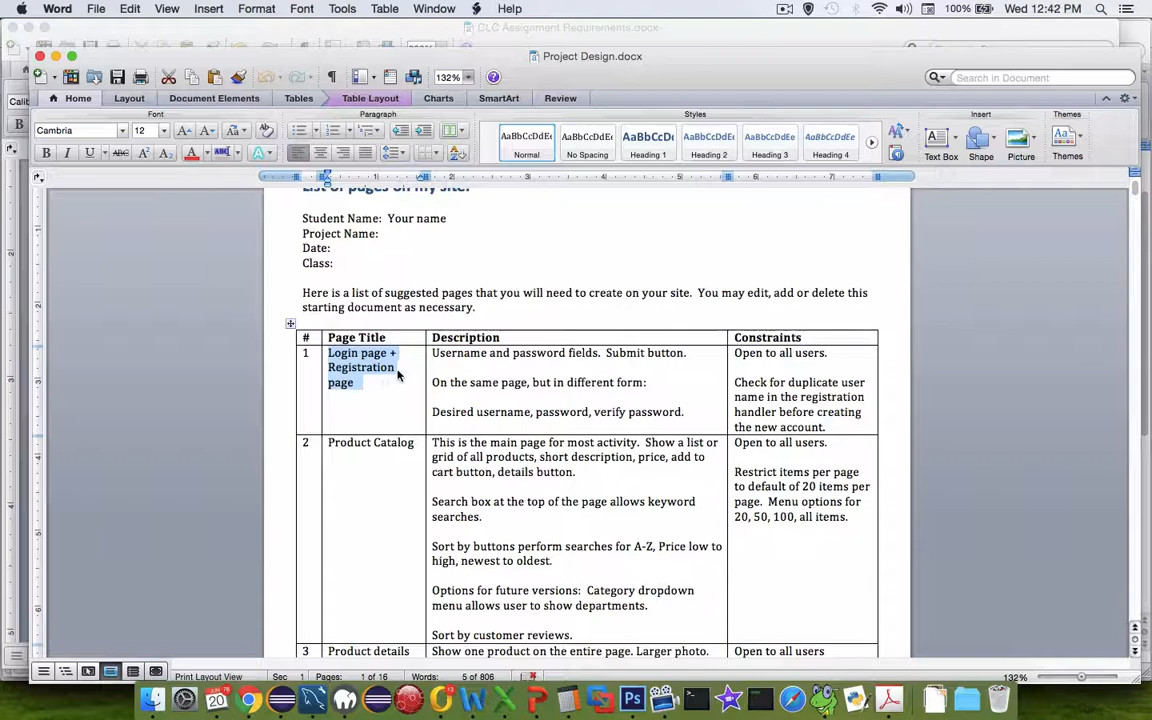 Word File Edit View Insert Format Font Tools Table Window Help 100% Wed 12:42 PM
CLC Assignment Requirements.docx
Project Design.docx
132% Search in Document
Home Layout Document Elements Tables Table Layout Charts SmartArt Review
Font Paragraph Styles Insert Themes
Cambria 12
AaBbCcDdEe AaBbCcDdEe AaBbCcDc AaBbCcDdEe AaBbCcDdEe AaBbCcDdEe
Normal No Spacing Heading 1 Heading 2 Heading 3 Heading 4 Text Box Shape Picture Themes
List of pages on my site:
Student Name: Your name
Project Name:
Date:
Class:
Here is a list of suggested pages that you will need to create on your site. You may edit, add or delete this
starting document as necessary.
# Page Title Description Constraints
1 Login page +
Registration
page
Username and password fields. Submit button.
On the same page, but in different form:
Desired username, password, verify password.
Open to all users.
Check for duplicate user
name in the registration
handler before creating
the new account.
2 Product Catalog
This is the main page for most activity. Show a list or
grid of all products, short description, price, add to
cart button, details button.
Search box at the top of the page allows keyword
searches.
Sort by buttons perform searches for A-Z, Price low to
high, newest to oldest.
Options for future versions: Category dropdown
menu allows user to show departments.
Sort by customer reviews.
Open to all users.
Restrict items per page
to default of 20 items per
page. Menu options for
20, 50, 100, all items.
3 Product details Show one product on the entire page. Larger photo. Open to all users
Print Layout View Sec 1 Pages: 1 of 16 Words: 5 of 806 132%